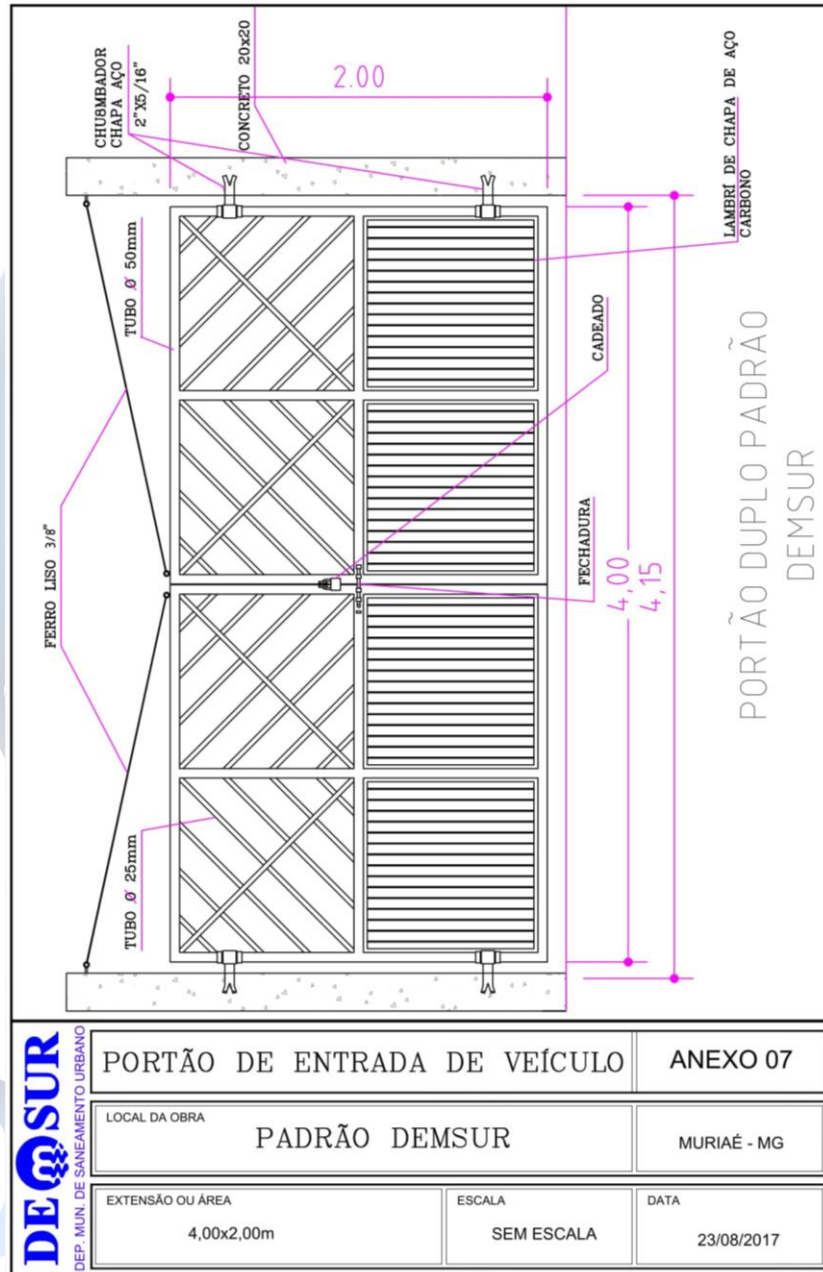 CHUBMBADOR
CHAPA AÇO
2"X5/16"
CONCRETO 20x20
2.00
TUBO Ø 50mm
FERRO LISO 3/8"
TUBO Ø 25mm
LAMBRÍ DE CHAPA DE AÇO
CARBONO
CADEADO
FECHADURA
4,00
4,15
PORTÃO DUPLO PADRÃO
DEMSUR
DEMSUR
DEP. MUN. DE SANEAMENTO URBANO
PORTÃO DE ENTRADA DE VEÍCULO
ANEXO 07
LOCAL DA OBRA
PADRÃO DEMSUR
MURIAÉ - MG
EXTENSÃO OU ÁREA
4,00x2,00m
ESCALA
SEM ESCALA
DATA
23/08/2017